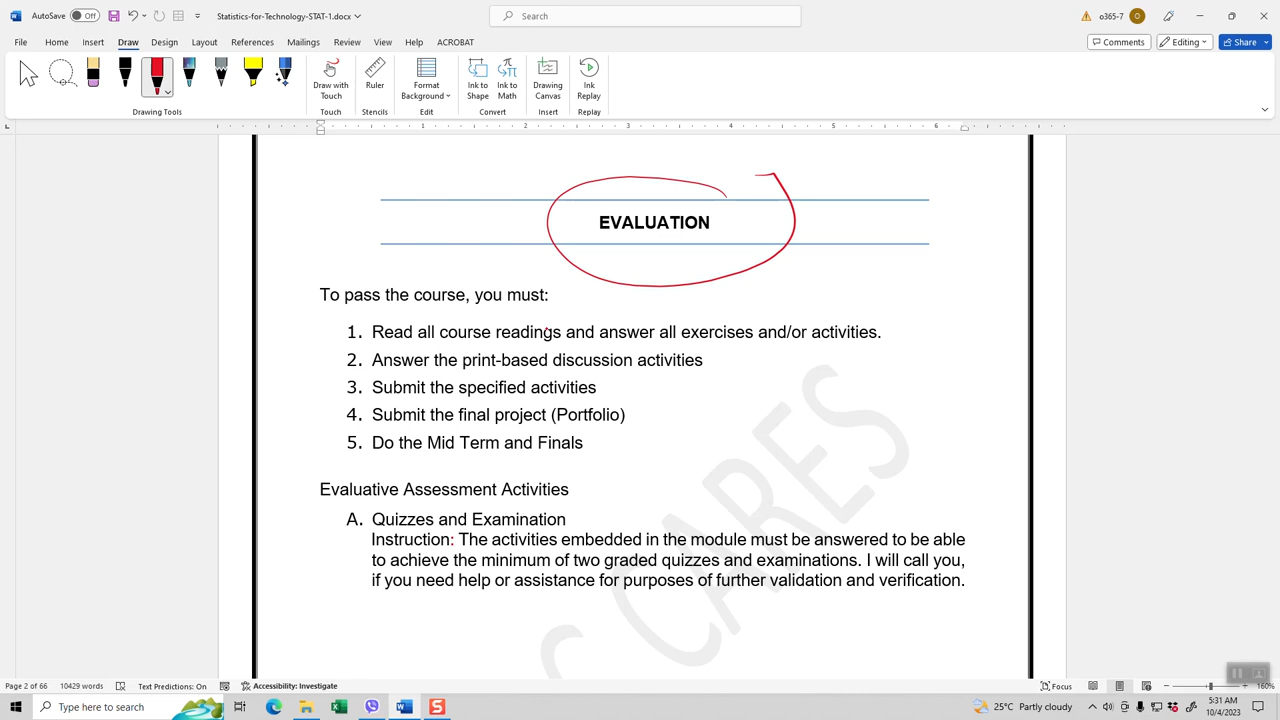 AutoSave Off Statistics-for-Technology-STAT-1.docx Search o365-7
File Home Insert Draw Design Layout References Mailings Review View Help ACROBAT Comments Editing Share
Draw with Touch Ruler Format Background Ink to Shape Ink to Math Drawing Canvas Ink Replay
Drawing Tools Touch Stencils Edit Convert Insert Replay
1 2 3 4 5 6
EVALUATION
To pass the course, you must:
1. Read all course readings and answer all exercises and/or activities.
2. Answer the print-based discussion activities
3. Submit the specified activities
4. Submit the final project (Portfolio)
5. Do the Mid Term and Finals
Evaluative Assessment Activities
A. Quizzes and Examination
Instruction: The activities embedded in the module must be answered to be able
to achieve the minimum of two graded quizzes and examinations. I will call you,
if you need help or assistance for purposes of further validation and verification.
S CARES
Page 2 of 66 10429 words Text Predictions: On Accessibility: Investigate Focus 160%
Type here to search 25°C Partly cloudy 5:31 AM
10/4/2023